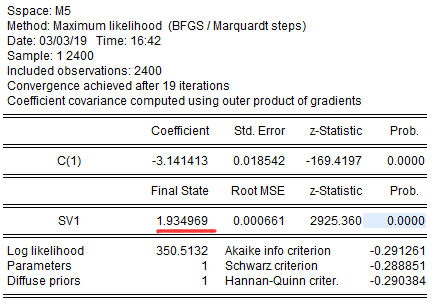 Sspace: M5
Method: Maximum likelihood  (BFGS / Marquardt steps)
Date: 03/03/19   Time: 16:42
Sample: 1 2400
Included observations: 2400
Convergence achieved after 19 iterations
Coefficient covariance computed using outer product of gradients
Coefficient Std. Error z-Statistic Prob.
C(1) -3.141413 0.018542 -169.4197 0.0000
Final State Root MSE z-Statistic Prob.
SV1 1.934969 0.000661 2925.360 0.0000
Log likelihood 350.5132 Akaike info criterion -0.291261
Parameters 1 Schwarz criterion -0.288851
Diffuse priors 1 Hannan-Quinn criter. -0.290384